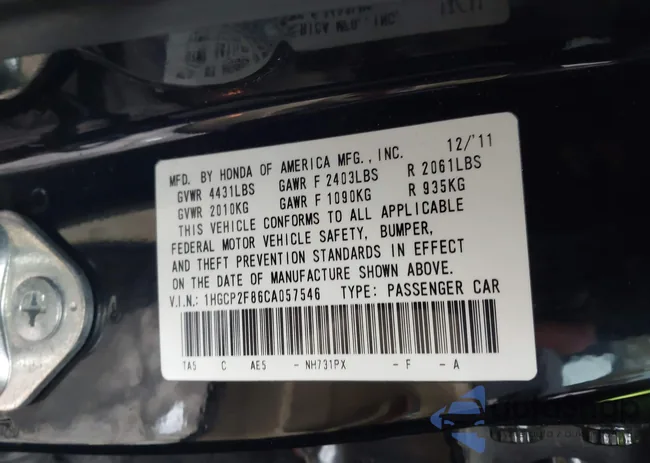 MFD. BY HONDA OF AMERICA MFG., INC. 12/'11
GVWR 4431LBS GAWR F 2403LBS R 2061LBS
GVWR 2010KG GAWR F 1090KG R 935KG
THIS VEHICLE CONFORMS TO ALL APPLICABLE
FEDERAL MOTOR VEHICLE SAFETY, BUMPER,
AND THEFT PREVENTION STANDARDS IN EFFECT
ON THE DATE OF MANUFACTURE SHOWN ABOVE.
V.I.N.: 1HGCP2F86CA057546 TYPE: PASSENGER CAR
TA5 C AE5 - NH731PX - F - A